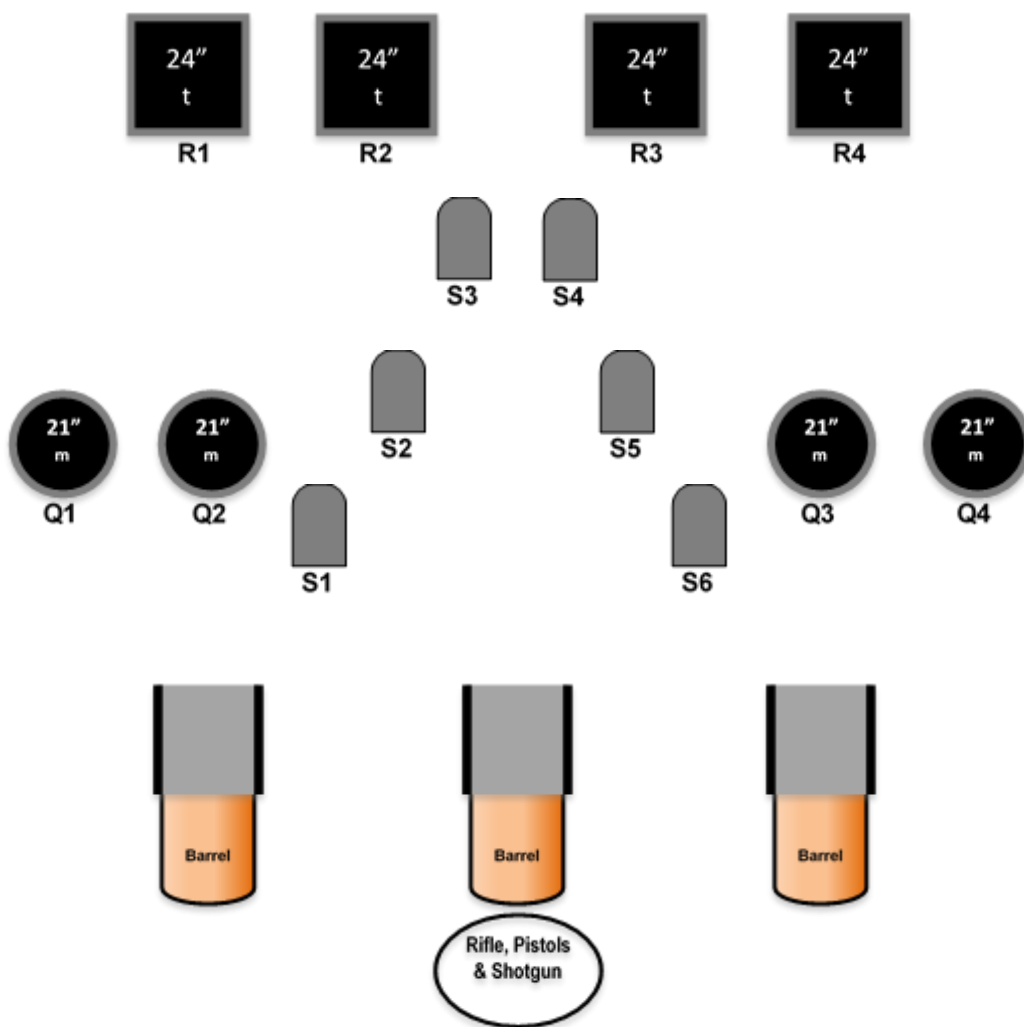 24”
t
R1
24”
t
R2
24”
t
R3
24”
t
R4
S3
S4
S2
S5
21”
m
Q1
21”
m
Q2
21”
m
Q3
21”
m
Q4
S1
S6
Barrel
Barrel
Barrel
Rifle, Pistols
& Shotgun